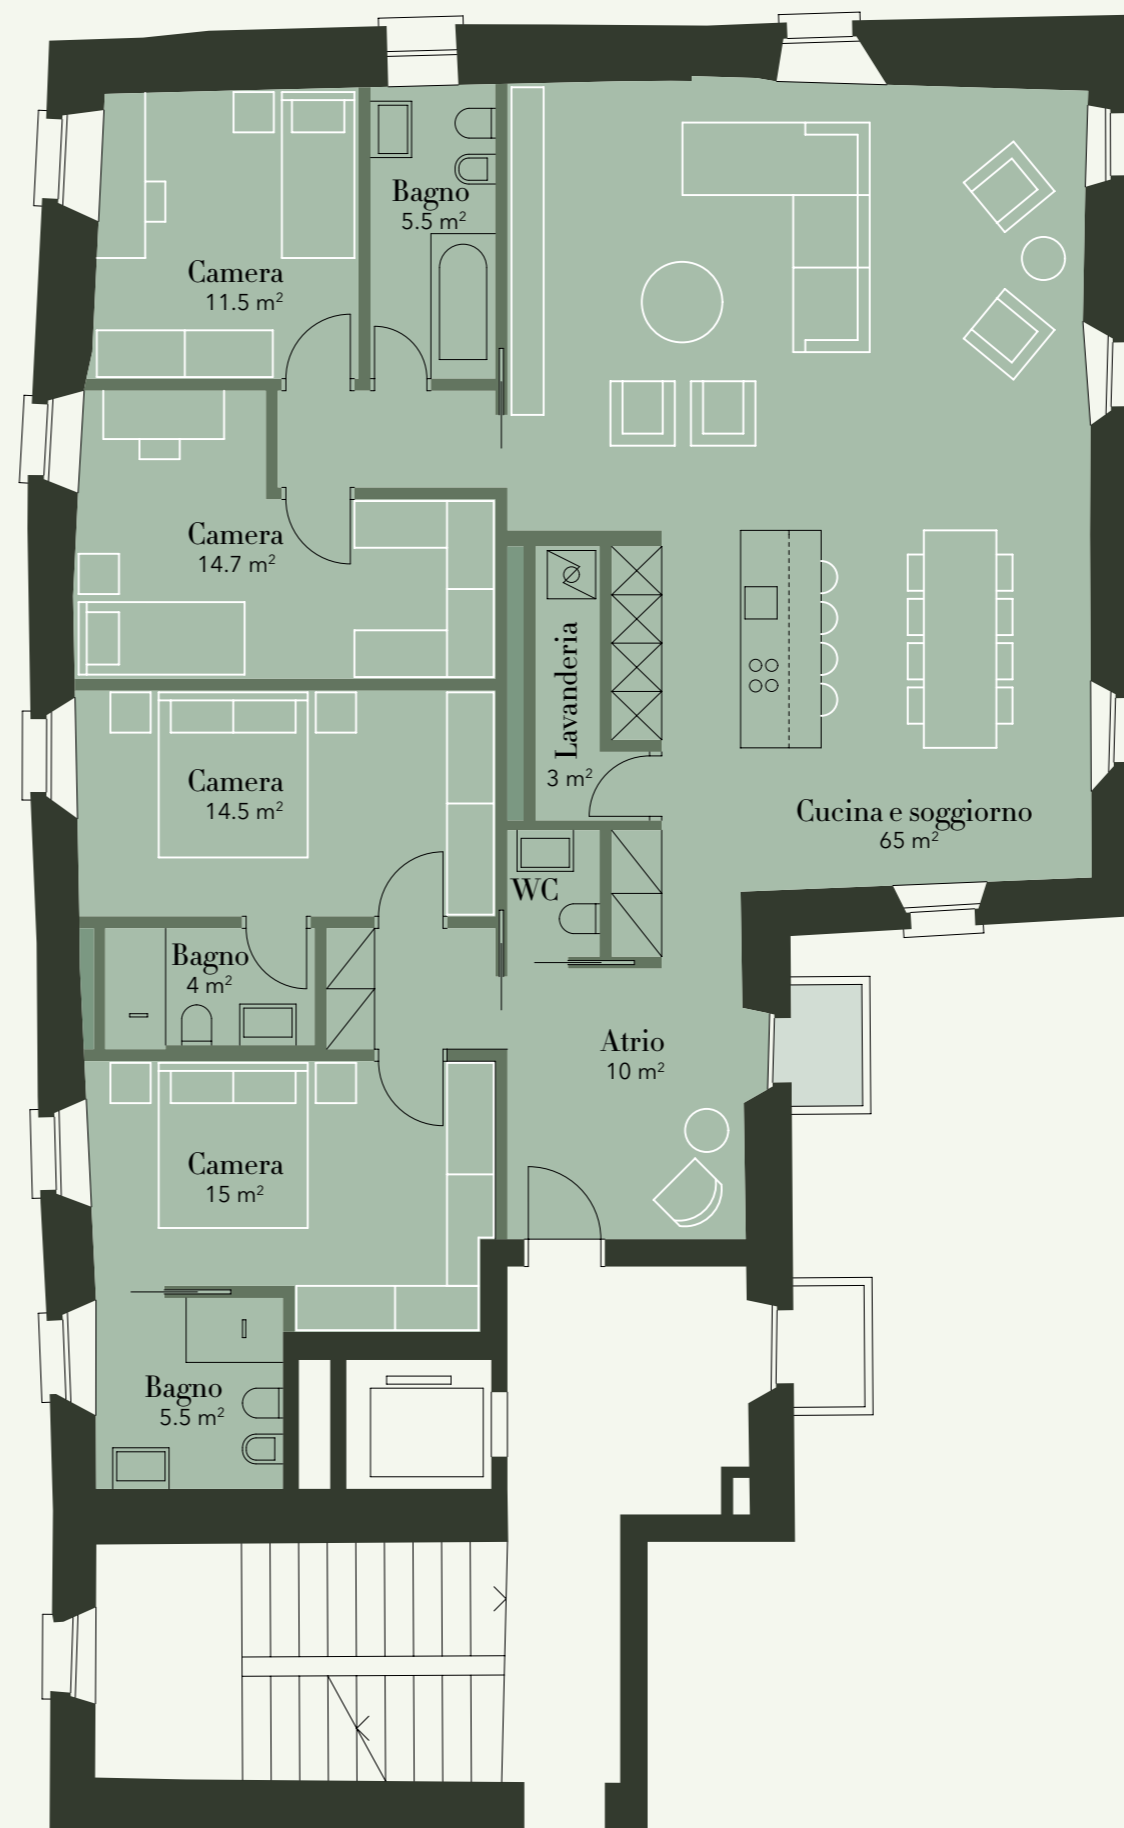 Bagno
5.5 m²
Camera
11.5 m²
Camera
14.7 m²
Lavanderia
3 m²
Camera
14.5 m²
Cucina e soggiorno
65 m²
WC
Bagno
4 m²
Atrio
10 m²
Camera
15 m²
Bagno
5.5 m²